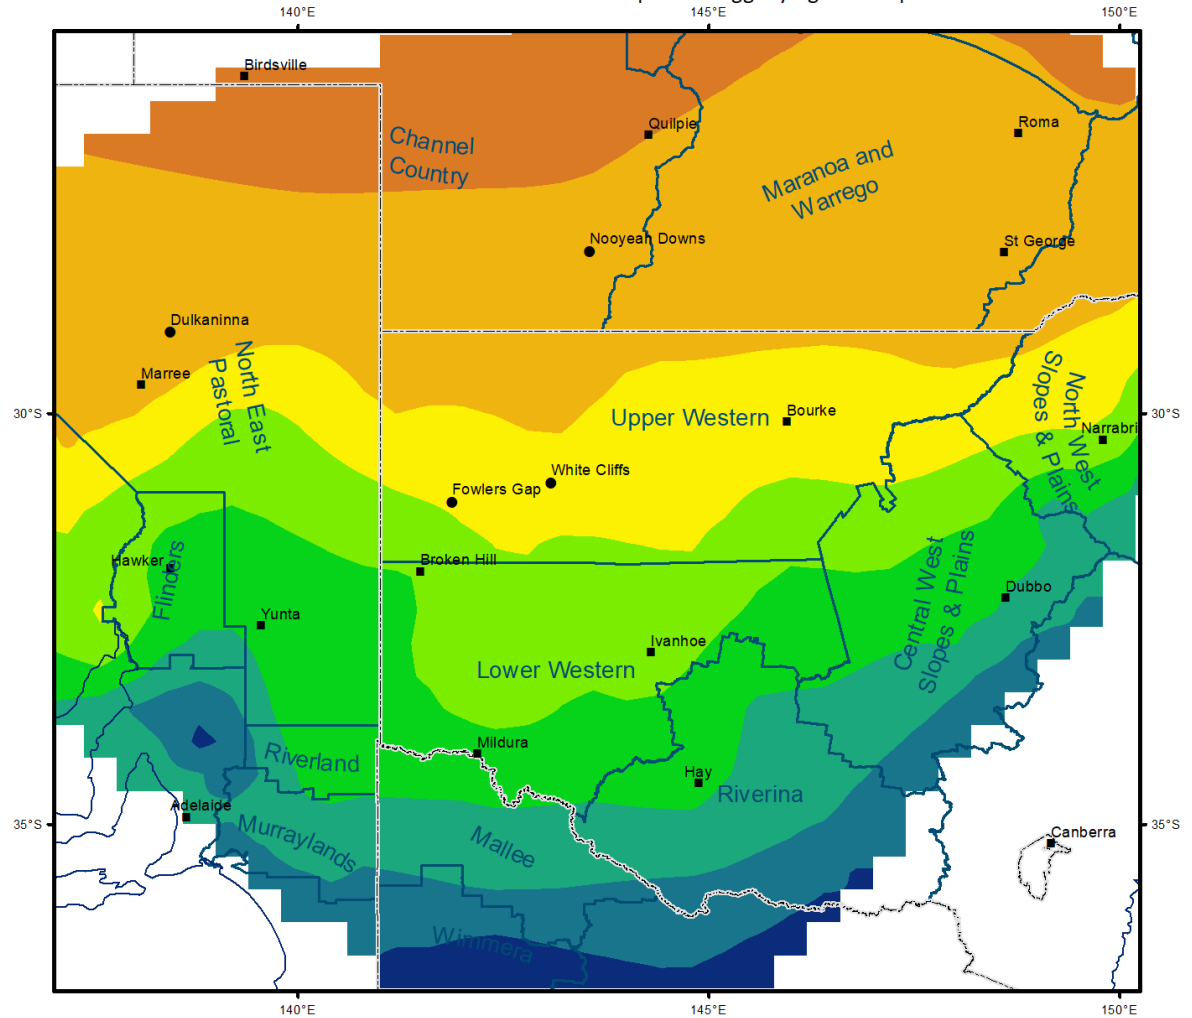 140°E
145°E
150°E
Birdsville
Quilpie
Roma
Channel
Country
Maranoa and
Warrego
Nooyeah Downs
St George
Dulkaninna
Marree
North East
Pastoral
30°S
Upper Western
Bourke
North West
Slopes & Plains
30°S
Narrabri
White Cliffs
Fowlers Gap
Hawker
Flinders
Broken Hill
Central West
Slopes & Plains
Dubbo
Yunta
Ivanhoe
Lower Western
Mildura
Riverland
Hay
Riverina
Adelaide
35°S
Murraylands
Mallee
35°S
Canberra
Wimmera
140°E
145°E
150°E